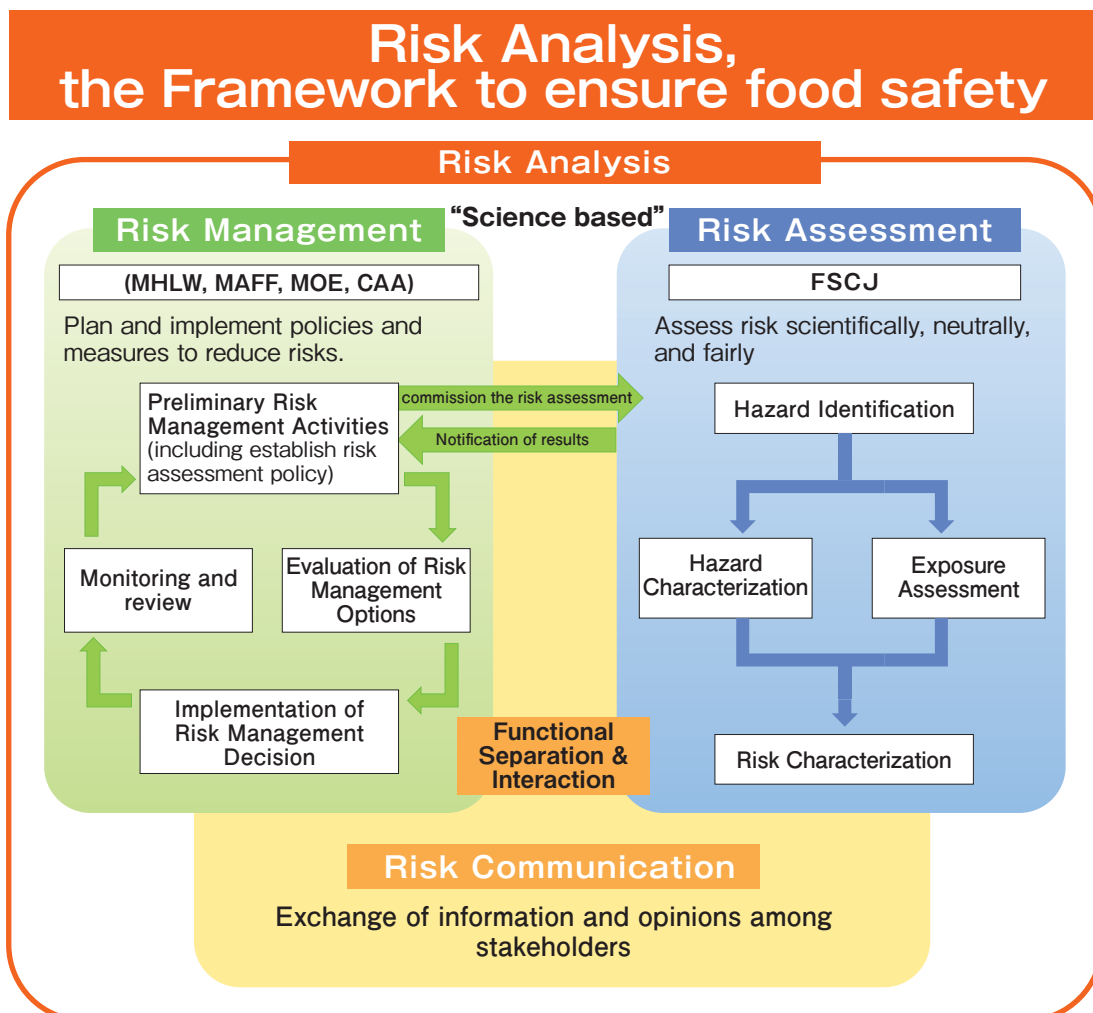 Risk Analysis,
the Framework to ensure food safety
Risk Analysis
"Science based"
Risk Management
(MHLW, MAFF, MOE, CAA)
Plan and implement policies and
measures to reduce risks.
Preliminary Risk
Management Activities
(including establish risk
assessment policy)
commission the risk assessment
Notification of results
Monitoring and
review
Evaluation of Risk
Management
Options
Implementation of
Risk Management
Decision
Risk Assessment
FSCJ
Assess risk scientifically, neutrally,
and fairly
Hazard Identification
Hazard
Characterization
Exposure
Assessment
Risk Characterization
Functional
Separation &
Interaction
Risk Communication
Exchange of information and opinions among
stakeholders